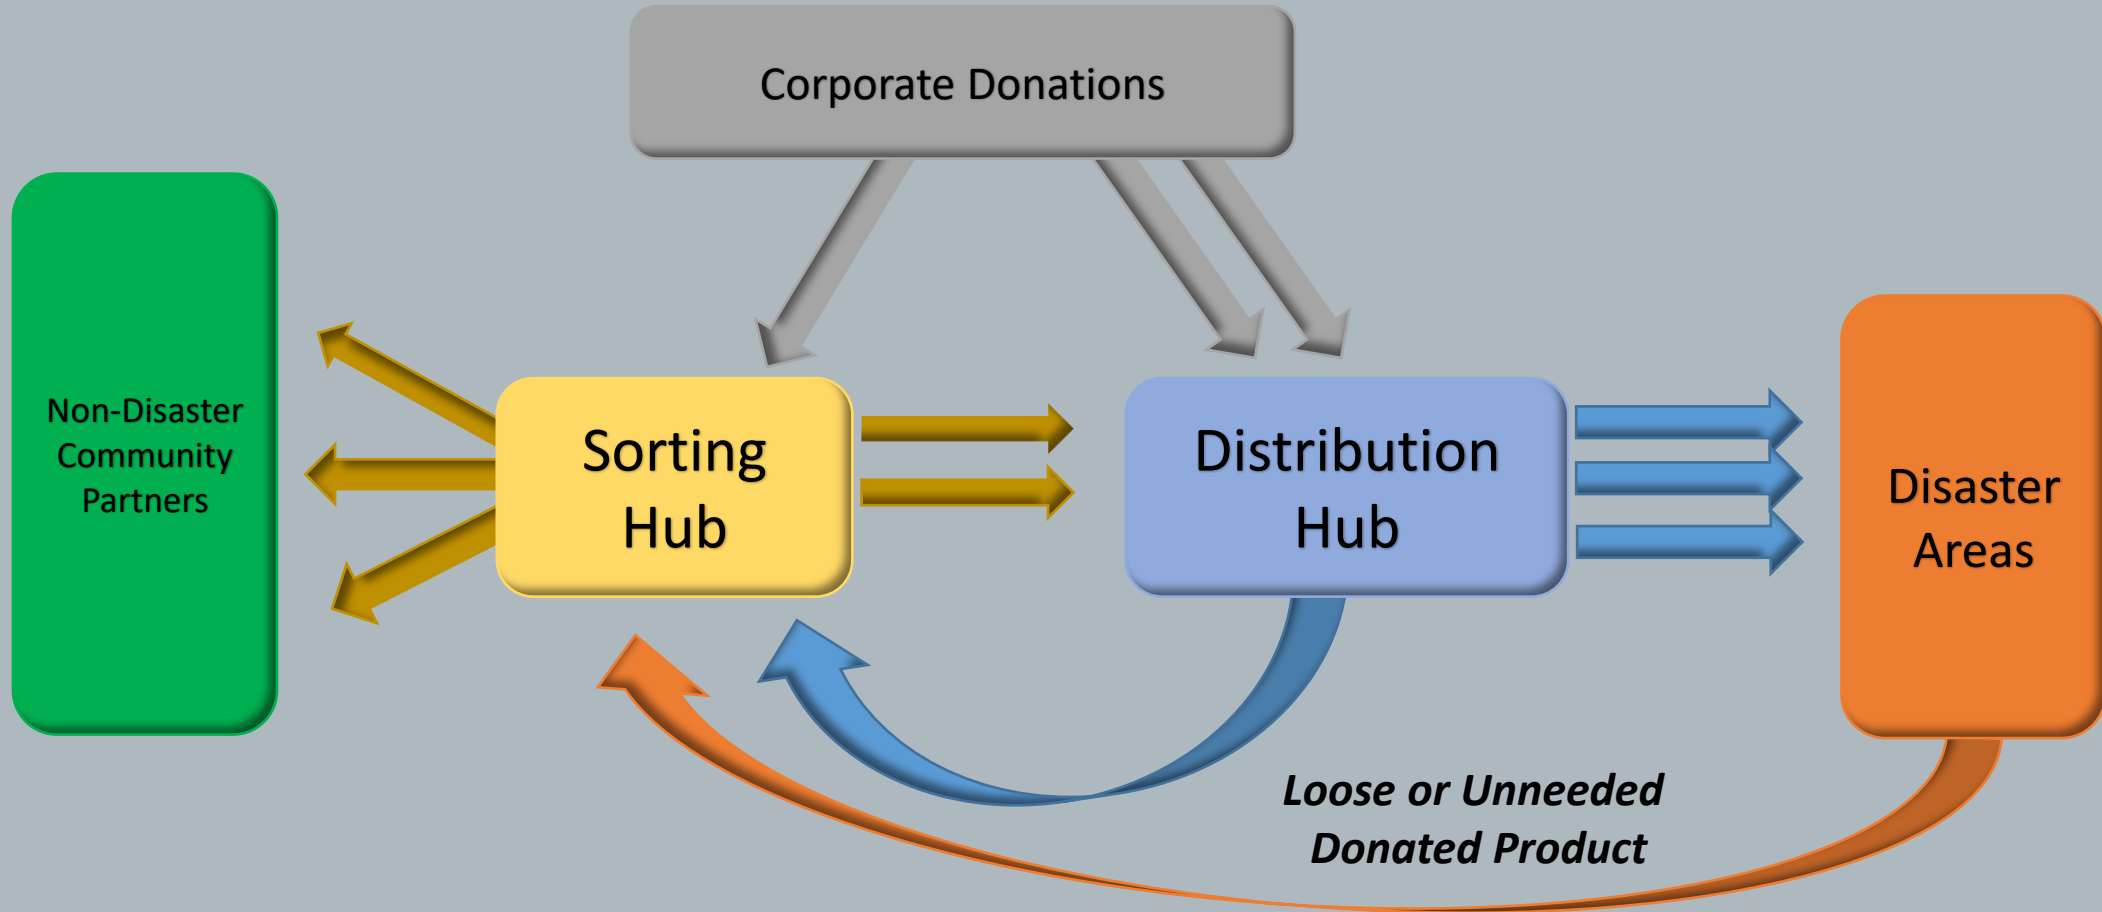 Corporate Donations
Non-Disaster
Community
Partners
Sorting
Hub
Distribution
Hub
Disaster
Areas
Loose or Unneeded
Donated Product